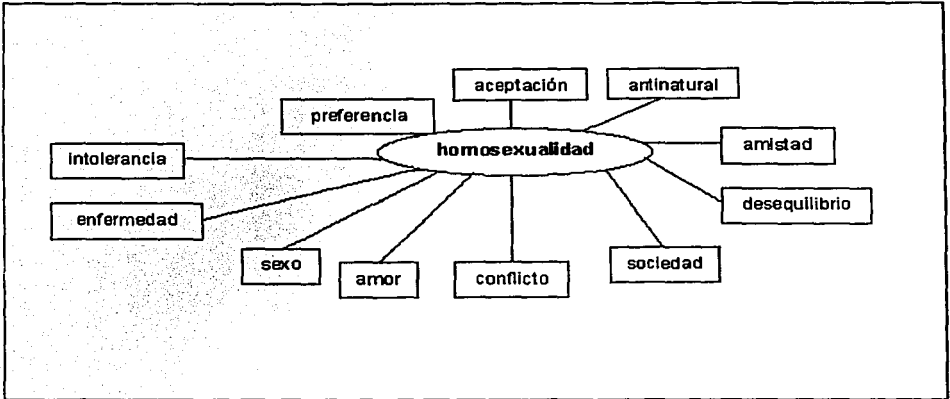 aceptación
antinatural
preferencia
homosexualidad
amistad
intolerancia
desequilibrio
enfermedad
sexo
amor
conflicto
sociedad